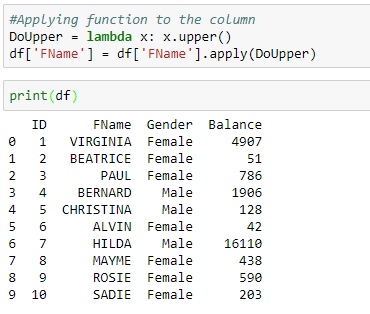 #Applying function to the column
DoUpper = lambda x: x.upper()
df['FName'] = df['FName'].apply(DoUpper)
print(df)
ID FName Gender Balance
0 1 VIRGINIA Female 4907
1 2 BEATRICE Female 51
2 3 PAUL Female 786
3 4 BERNARD Male 1906
4 5 CHRISTINA Male 128
5 6 ALVIN Female 42
6 7 HILDA Male 16110
7 8 MAYME Female 438
8 9 ROSIE Female 590
9 10 SADIE Female 203